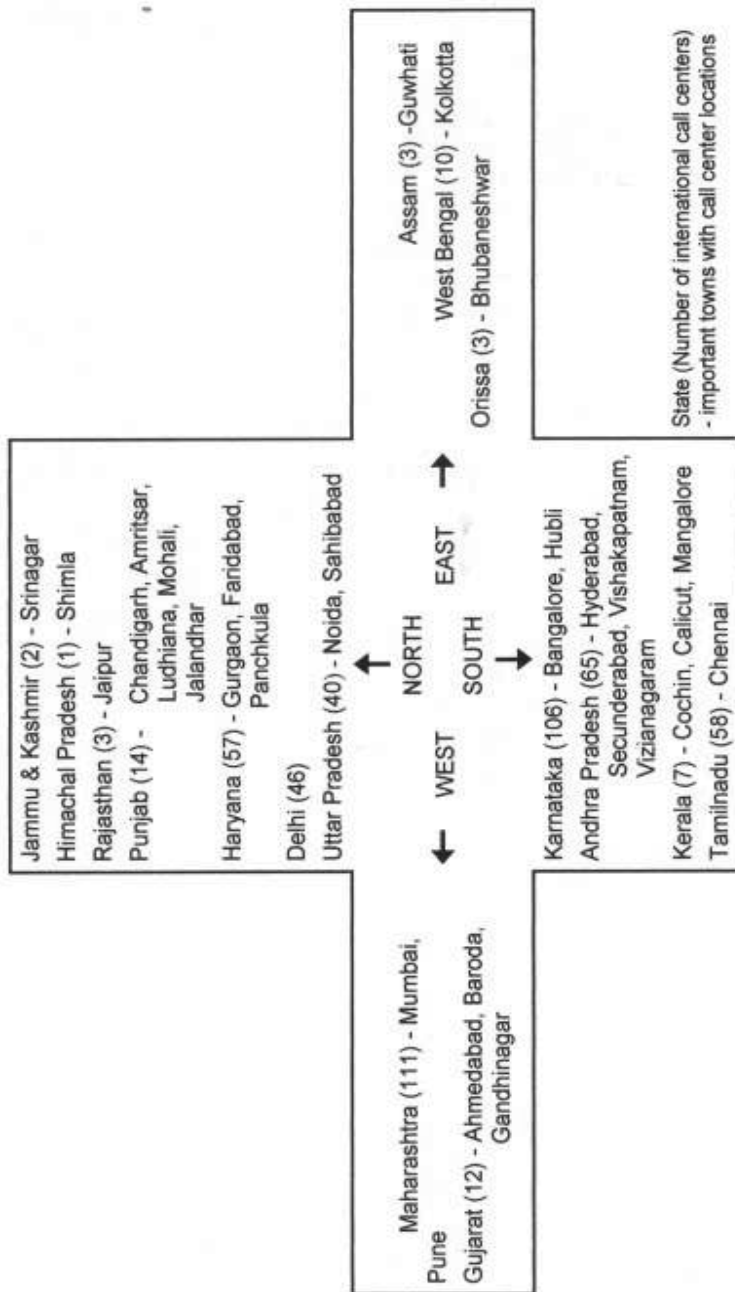 Jammu & Kashmir (2) - Srinagar
Himachal Pradesh (1) - Shimla
Rajasthan (3) - Jaipur
Punjab (14) - Chandigarh, Amritsar,
Ludhiana, Mohali,
Jalandhar
Haryana (57) - Gurgaon, Faridabad,
Panchkula
Delhi (46)
Uttar Pradesh (40) - Noida, Sahibabad
NORTH
WEST EAST
SOUTH
Maharashtra (111) - Mumbai,
Pune
Gujarat (12) - Ahmedabad, Baroda,
Gandhinagar
Assam (3) -Guwhati
West Bengal (10) - Kolkotta
Orissa (3) - Bhubaneshwar
Karnataka (106) - Bangalore, Hubli
Andhra Pradesh (65) - Hyderabad,
Secunderabad, Vishakapatnam,
Vizianagaram
Kerala (7) - Cochin, Calicut, Mangalore
Tamilnadu (58) - Chennai
State (Number of international call centers)
- important towns with call center locations